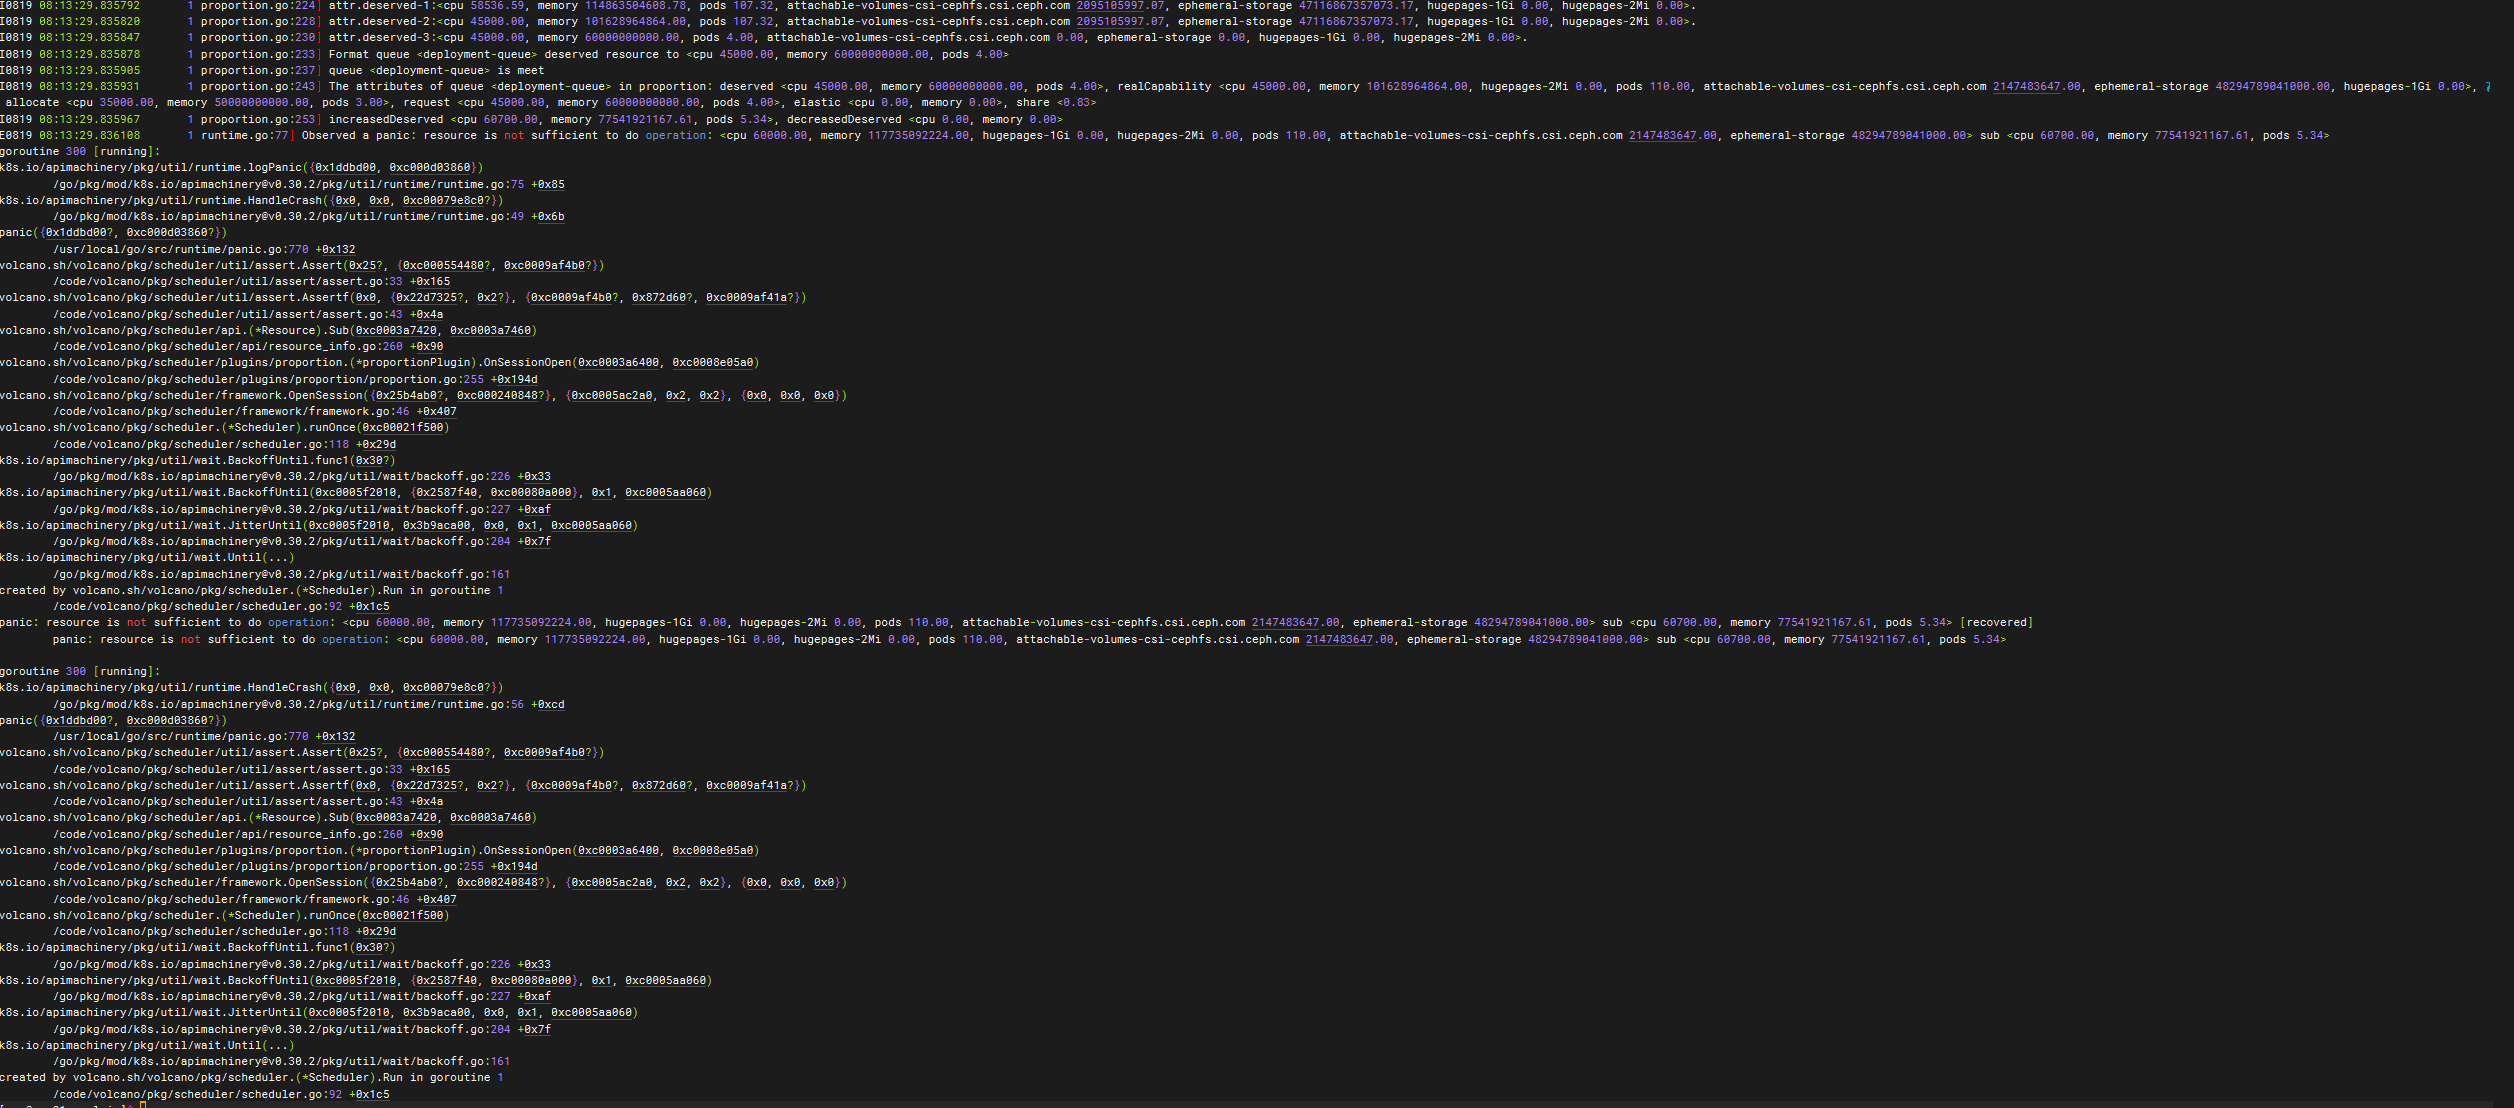 I0819 08:13:29.835792       1 proportion.go:224] attr.deserved-1:<cpu 58536.59, memory 114863504608.78, pods 107.32, attachable-volumes-csi-cephfs.csi.ceph.com 2095105997.07, ephemeral-storage 47116867357073.17, hugepages-1Gi 0.00, hugepages-2Mi 0.00>.
I0819 08:13:29.835820       1 proportion.go:228] attr.deserved-2:<cpu 45000.00, memory 101628964864.00, pods 107.32, attachable-volumes-csi-cephfs.csi.ceph.com 2095105997.07, ephemeral-storage 47116867357073.17, hugepages-1Gi 0.00, hugepages-2Mi 0.00>.
I0819 08:13:29.835847       1 proportion.go:230] attr.deserved-3:<cpu 45000.00, memory 60000000000.00, pods 4.00, attachable-volumes-csi-cephfs.csi.ceph.com 0.00, ephemeral-storage 0.00, hugepages-1Gi 0.00, hugepages-2Mi 0.00>.
I0819 08:13:29.835878       1 proportion.go:233] Format queue <deployment-queue> deserved resource to <cpu 45000.00, memory 60000000000.00, pods 4.00>
I0819 08:13:29.835905       1 proportion.go:237] queue <deployment-queue> is meet
I0819 08:13:29.835931       1 proportion.go:243] The attributes of queue <deployment-queue> in proportion: deserved <cpu 45000.00, memory 60000000000.00, pods 4.00>, realCapability <cpu 45000.00, memory 101628964864.00, hugepages-2Mi 0.00, pods 110.00, attachable-volumes-csi-cephfs.csi.ceph.com 2147483647.00, ephemeral-storage 48294789041000.00, hugepages-1Gi 0.00>,
allocate <cpu 35000.00, memory 50000000000.00, pods 3.00>, request <cpu 45000.00, memory 60000000000.00, pods 4.00>, elastic <cpu 0.00, memory 0.00>, share <0.83>
I0819 08:13:29.835967       1 proportion.go:253] increasedDeserved <cpu 60700.00, memory 77541921167.61, pods 5.34>, decreasedDeserved <cpu 0.00, memory 0.00>
E0819 08:13:29.836108       1 runtime.go:77] Observed a panic: resource is not sufficient to do operation: <cpu 60000.00, memory 117735092224.00, hugepages-1Gi 0.00, hugepages-2Mi 0.00, pods 110.00, attachable-volumes-csi-cephfs.csi.ceph.com 2147483647.00, ephemeral-storage 48294789041000.00> sub <cpu 60700.00, memory 77541921167.61, pods 5.34>
goroutine 300 [running]:
k8s.io/apimachinery/pkg/util/runtime.logPanic({0x1ddbd00, 0xc000d03860})
/go/pkg/mod/k8s.io/apimachinery@v0.30.2/pkg/util/runtime/runtime.go:75 +0x85
k8s.io/apimachinery/pkg/util/runtime.HandleCrash({0x0, 0x0, 0xc00079e8c0?})
/go/pkg/mod/k8s.io/apimachinery@v0.30.2/pkg/util/runtime/runtime.go:49 +0x6b
panic({0x1ddbd00?, 0xc000d03860?})
/usr/local/go/src/runtime/panic.go:770 +0x132
volcano.sh/volcano/pkg/scheduler/util/assert.Assert(0x25?, {0xc000554480?, 0xc0009af4b0?})
/code/volcano/pkg/scheduler/util/assert/assert.go:33 +0x165
volcano.sh/volcano/pkg/scheduler/util/assert.Assertf(0x0, {0x22d7325?, 0x2?}, {0xc0009af4b0?, 0x872d60?, 0xc0009af41a?})
/code/volcano/pkg/scheduler/util/assert/assert.go:43 +0x4a
volcano.sh/volcano/pkg/scheduler/api.(*Resource).Sub(0xc0003a7420, 0xc0003a7460)
/code/volcano/pkg/scheduler/api/resource_info.go:260 +0x90
volcano.sh/volcano/pkg/scheduler/plugins/proportion.(*proportionPlugin).OnSessionOpen(0xc0003a6400, 0xc0008e05a0)
/code/volcano/pkg/scheduler/plugins/proportion/proportion.go:255 +0x194d
volcano.sh/volcano/pkg/scheduler/framework.OpenSession({0x25b4ab0?, 0xc000240848?}, {0xc0005ac2a0, 0x2, 0x2}, {0x0, 0x0, 0x0})
/code/volcano/pkg/scheduler/framework/framework.go:46 +0x407
volcano.sh/volcano/pkg/scheduler.(*Scheduler).runOnce(0xc00021f500)
/code/volcano/pkg/scheduler/scheduler.go:118 +0x29d
k8s.io/apimachinery/pkg/util/wait.BackoffUntil.func1(0x30?)
/go/pkg/mod/k8s.io/apimachinery@v0.30.2/pkg/util/wait/backoff.go:226 +0x33
k8s.io/apimachinery/pkg/util/wait.BackoffUntil(0xc0005f2010, {0x2587f40, 0xc00080a000}, 0x1, 0xc0005aa060)
/go/pkg/mod/k8s.io/apimachinery@v0.30.2/pkg/util/wait/backoff.go:227 +0xaf
k8s.io/apimachinery/pkg/util/wait.JitterUntil(0xc0005f2010, 0x3b9aca00, 0x0, 0x1, 0xc0005aa060)
/go/pkg/mod/k8s.io/apimachinery@v0.30.2/pkg/util/wait/backoff.go:204 +0x7f
k8s.io/apimachinery/pkg/util/wait.Until(...)
/go/pkg/mod/k8s.io/apimachinery@v0.30.2/pkg/util/wait/backoff.go:161
created by volcano.sh/volcano/pkg/scheduler.(*Scheduler).Run in goroutine 1
/code/volcano/pkg/scheduler/scheduler.go:92 +0x1c5
panic: resource is not sufficient to do operation: <cpu 60000.00, memory 117735092224.00, hugepages-1Gi 0.00, hugepages-2Mi 0.00, pods 110.00, attachable-volumes-csi-cephfs.csi.ceph.com 2147483647.00, ephemeral-storage 48294789041000.00> sub <cpu 60700.00, memory 77541921167.61, pods 5.34> [recovered]
panic: resource is not sufficient to do operation: <cpu 60000.00, memory 117735092224.00, hugepages-1Gi 0.00, hugepages-2Mi 0.00, pods 110.00, attachable-volumes-csi-cephfs.csi.ceph.com 2147483647.00, ephemeral-storage 48294789041000.00> sub <cpu 60700.00, memory 77541921167.61, pods 5.34>
goroutine 300 [running]:
k8s.io/apimachinery/pkg/util/runtime.HandleCrash({0x0, 0x0, 0xc00079e8c0?})
/go/pkg/mod/k8s.io/apimachinery@v0.30.2/pkg/util/runtime/runtime.go:56 +0xcd
panic({0x1ddbd00?, 0xc000d03860?})
/usr/local/go/src/runtime/panic.go:770 +0x132
volcano.sh/volcano/pkg/scheduler/util/assert.Assert(0x25?, {0xc000554480?, 0xc0009af4b0?})
/code/volcano/pkg/scheduler/util/assert/assert.go:33 +0x165
volcano.sh/volcano/pkg/scheduler/util/assert.Assertf(0x0, {0x22d7325?, 0x2?}, {0xc0009af4b0?, 0x872d60?, 0xc0009af41a?})
/code/volcano/pkg/scheduler/util/assert/assert.go:43 +0x4a
volcano.sh/volcano/pkg/scheduler/api.(*Resource).Sub(0xc0003a7420, 0xc0003a7460)
/code/volcano/pkg/scheduler/api/resource_info.go:260 +0x90
volcano.sh/volcano/pkg/scheduler/plugins/proportion.(*proportionPlugin).OnSessionOpen(0xc0003a6400, 0xc0008e05a0)
/code/volcano/pkg/scheduler/plugins/proportion/proportion.go:255 +0x194d
volcano.sh/volcano/pkg/scheduler/framework.OpenSession({0x25b4ab0?, 0xc000240848?}, {0xc0005ac2a0, 0x2, 0x2}, {0x0, 0x0, 0x0})
/code/volcano/pkg/scheduler/framework/framework.go:46 +0x407
volcano.sh/volcano/pkg/scheduler.(*Scheduler).runOnce(0xc00021f500)
/code/volcano/pkg/scheduler/scheduler.go:118 +0x29d
k8s.io/apimachinery/pkg/util/wait.BackoffUntil.func1(0x30?)
/go/pkg/mod/k8s.io/apimachinery@v0.30.2/pkg/util/wait/backoff.go:226 +0x33
k8s.io/apimachinery/pkg/util/wait.BackoffUntil(0xc0005f2010, {0x2587f40, 0xc00080a000}, 0x1, 0xc0005aa060)
/go/pkg/mod/k8s.io/apimachinery@v0.30.2/pkg/util/wait/backoff.go:227 +0xaf
k8s.io/apimachinery/pkg/util/wait.JitterUntil(0xc0005f2010, 0x3b9aca00, 0x0, 0x1, 0xc0005aa060)
/go/pkg/mod/k8s.io/apimachinery@v0.30.2/pkg/util/wait/backoff.go:204 +0x7f
k8s.io/apimachinery/pkg/util/wait.Until(...)
/go/pkg/mod/k8s.io/apimachinery@v0.30.2/pkg/util/wait/backoff.go:161
created by volcano.sh/volcano/pkg/scheduler.(*Scheduler).Run in goroutine 1
/code/volcano/pkg/scheduler/scheduler.go:92 +0x1c5